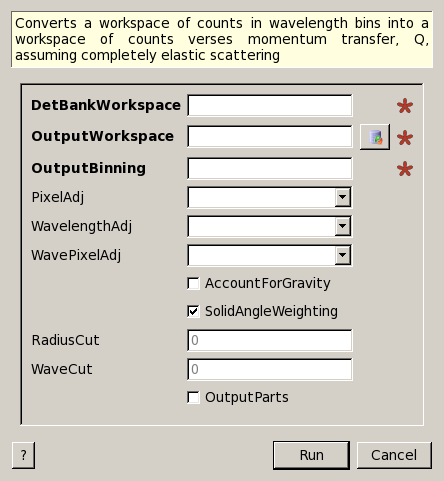 Converts a workspace of counts in wavelength bins into a
workspace of counts verses momentum transfer, Q,
assuming completely elastic scattering
DetBankWorkspace
OutputWorkspace
OutputBinning
PixelAdj
WavelengthAdj
WavePixelAdj
AccountForGravity
SolidAngleWeighting
RadiusCut 0
WaveCut 0
OutputParts
? Run Cancel